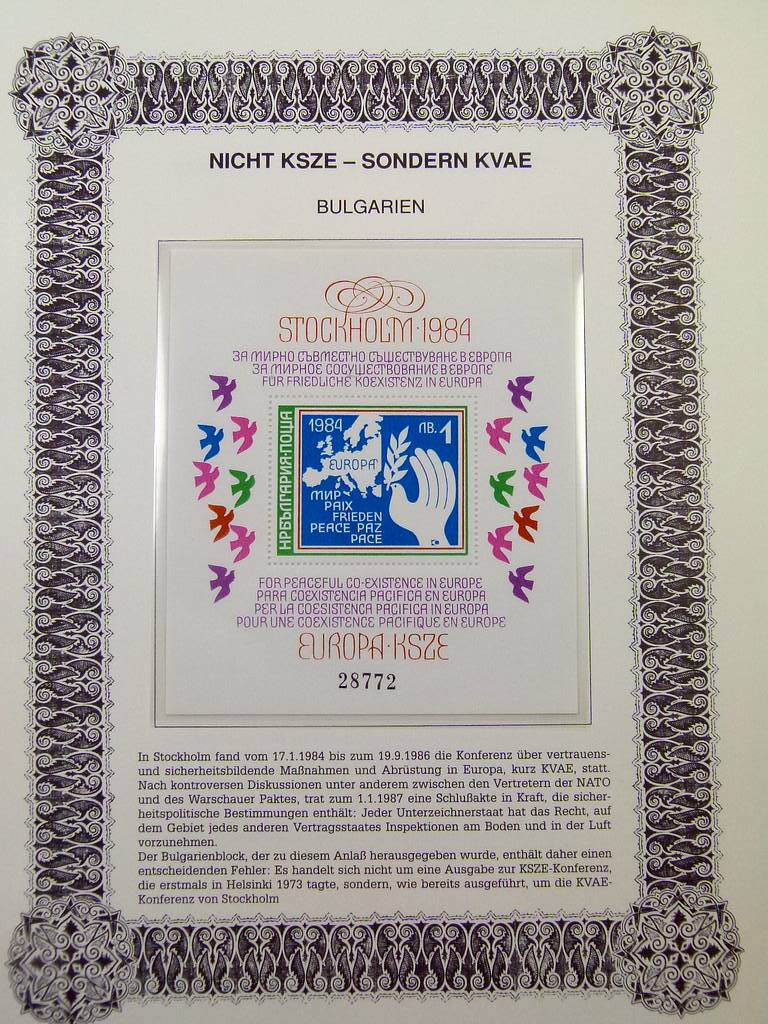 NICHT KSZE – SONDERN KVAE
BULGARIEN
STOCKHOLM·1984
ЗА МИРНО СЪВМЕСТНО СЪЩЕСТВУВАНЕ В ЕВРОПА
ЗА МИРНОЕ СОСУЩЕСТВОВАНИЕ В ЕВРОПЕ
FÜR FRIEDLICHE KOEXISTENZ IN EUROPA
НРБЪЛГАРИЯ·ПОЩА
1984
ЛВ. 1
EUROPA
МИР
PAIX
FRIEDEN
PEACE PAZ
PACE
FOR PEACEFUL CO-EXISTENCE IN EUROPE
PARA COEXISTENCIA PACIFICA EN EUROPA
PER LA COESISTENCA PACIFICA IN EUROPA
POUR UNE COEXISTENCE PACIFIQUE EN EUROPE
EUROPA·KSZE
28772
In Stockholm fand vom 17.1.1984 bis zum 19.9.1986 die Konferenz über vertrauens-
und sicherheitsbildende Maßnahmen und Abrüstung in Europa, kurz KVAE, statt.
Nach kontroversen Diskussionen unter anderem zwischen den Vertretern der NATO
und des Warschauer Paktes, trat zum 1.1.1987 eine Schlußakte in Kraft, die sicher-
heitspolitische Bestimmungen enthält: Jeder Unterzeichnerstaat hat das Recht, auf
dem Gebiet jedes anderen Vertragsstaates Inspektionen am Boden und in der Luft
vorzunehmen.
Der Bulgarienblock, der zu diesem Anlaß herausgegeben wurde, enthält daher einen
entscheidenden Fehler: Es handelt sich nicht um eine Ausgabe zur KSZE-Konferenz,
die erstmals in Helsinki 1973 tagte, sondern, wie bereits ausgeführt, um die KVAE-
Konferenz von Stockholm